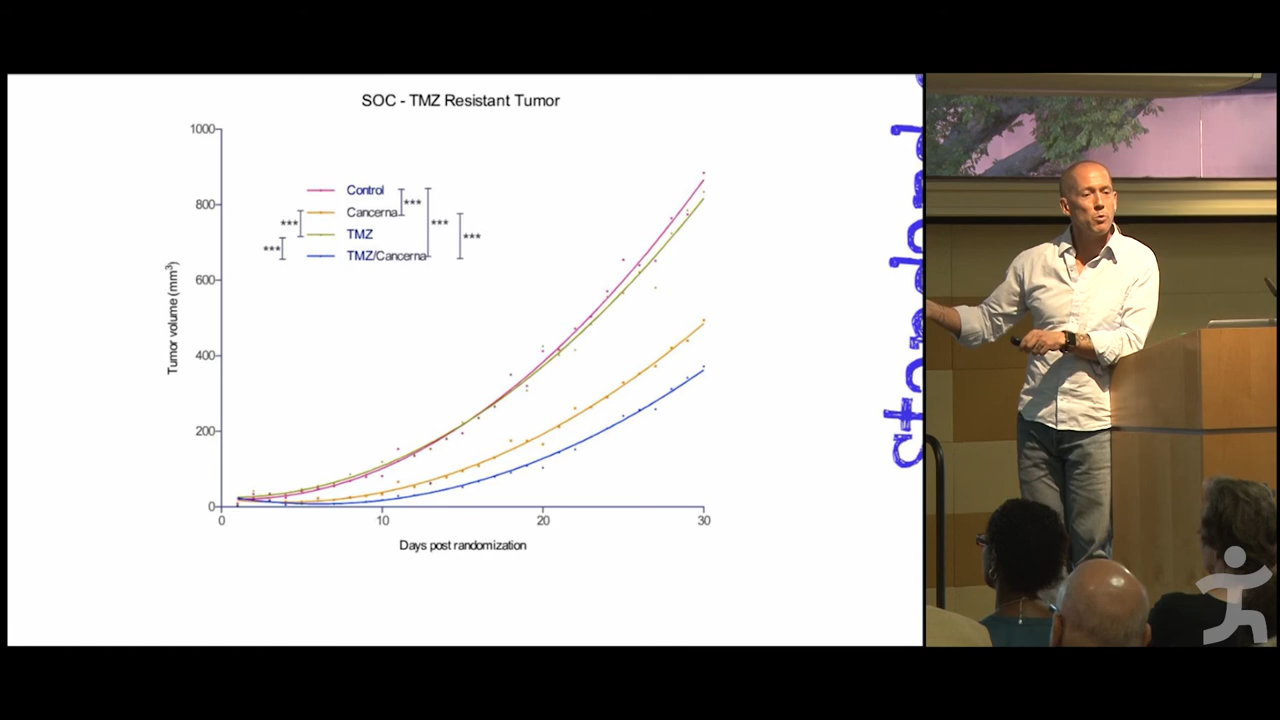 SOC - TMZ Resistant Tumor
1000
800
600
400
200
0
Tumor volume (mm³)
Control
Cancerna
TMZ
TMZ/Cancerna
***
***
***
***
***
0
10
20
30
Days post randomization
standard